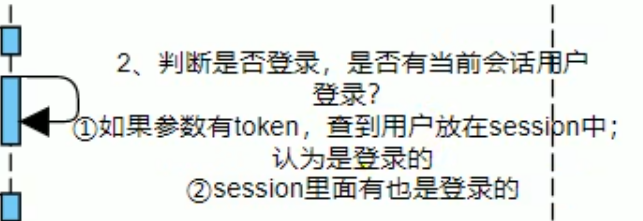 2、判断是否登录，是否有当前会话用户
登录？
①如果参数有token，查到用户放在session中；
认为是登录的
②session里面有也是登录的